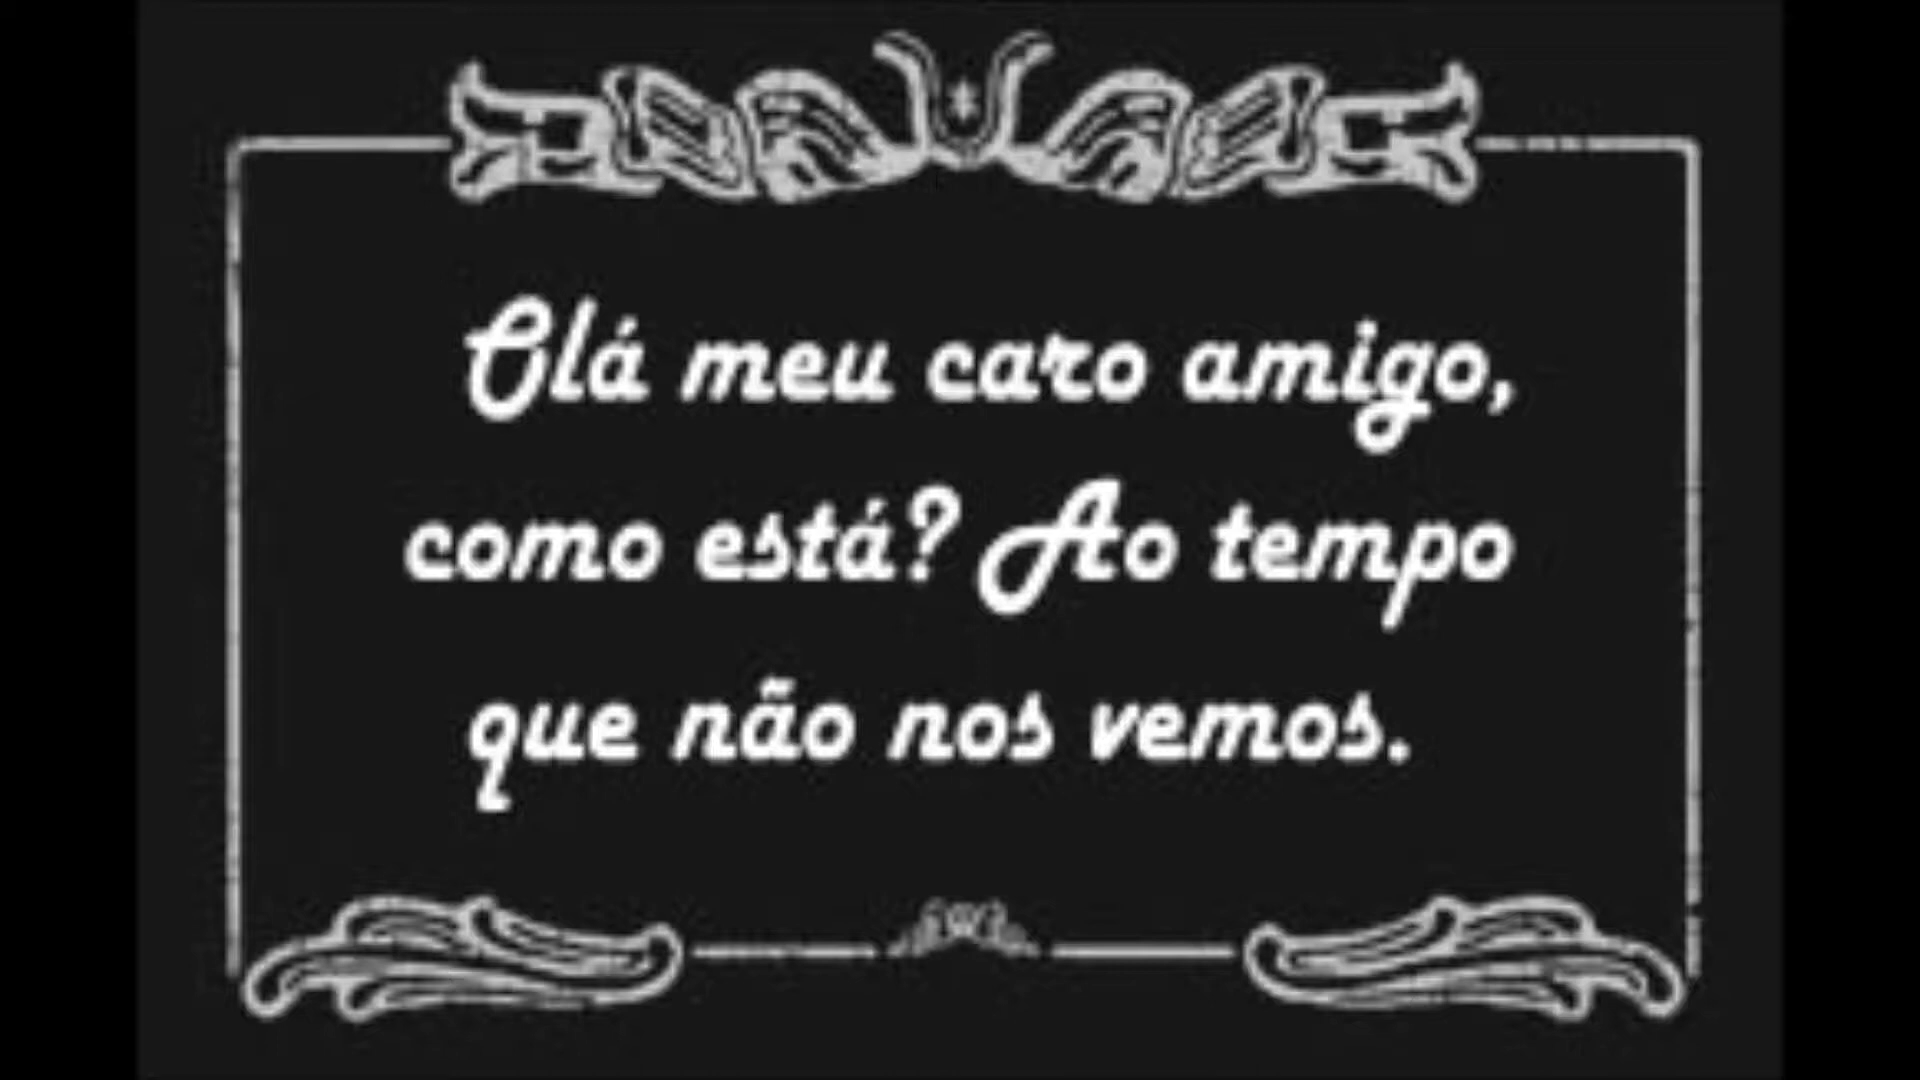 Olá meu caro amigo,
como está? Ao tempo
que não nos vemos.